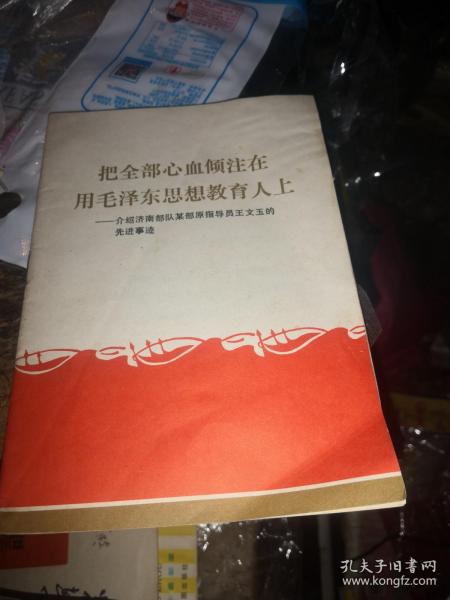 把全部心血倾注在
用毛泽东思想教育人上
——介绍济南部队某部原指导员王文玉的
先进事迹
孔夫子旧书网
www.kongfz.com